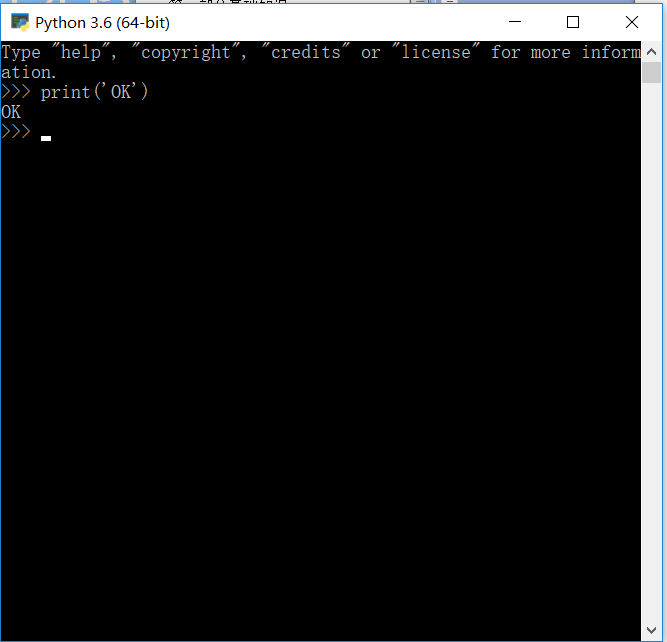 Python 3.6 (64-bit)
Type "help", "copyright", "credits" or "license" for more inform
ation.
>>> print('OK')
OK
>>>